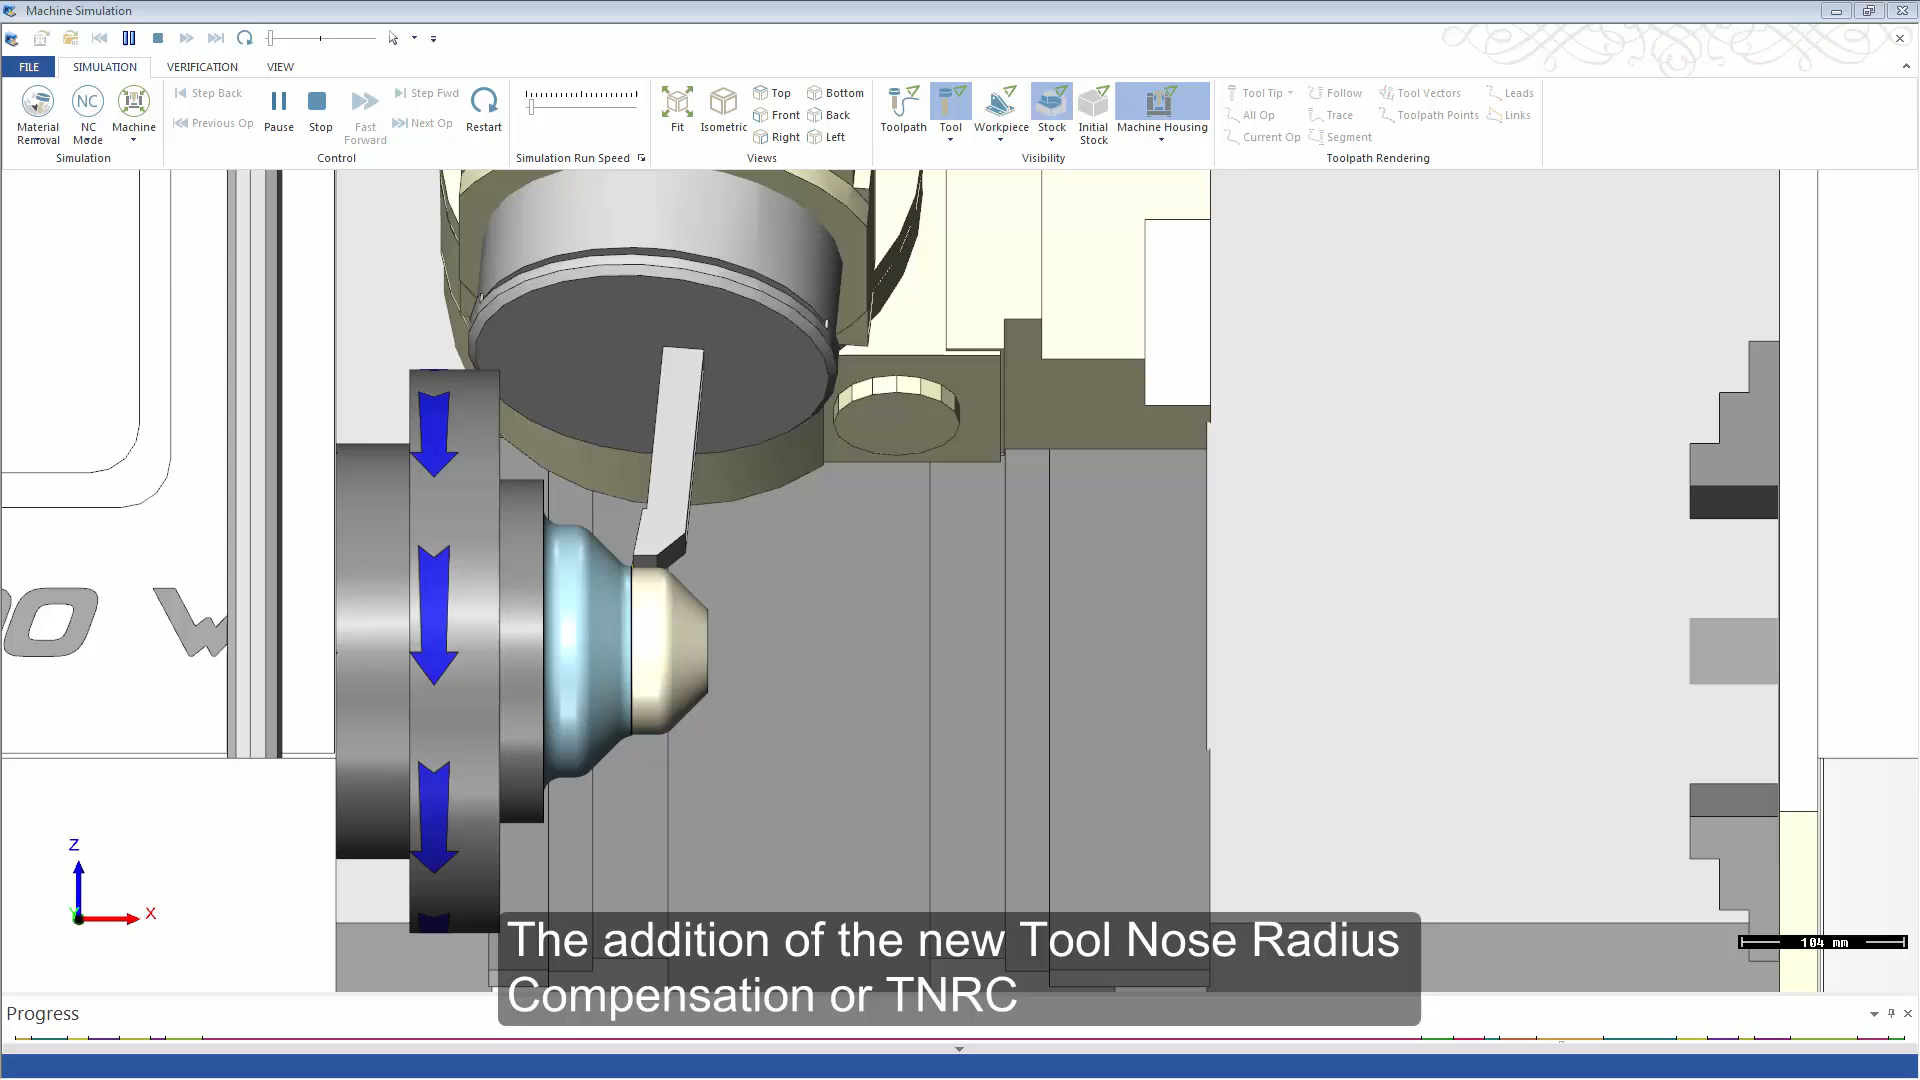 Machine Simulation
FILE
SIMULATION
VERIFICATION
VIEW
Material
Removal
NC
NC
Mode
Machine
Simulation
Step Back
Previous Op
Pause
Stop
Fast
Forward
Step Fwd
Next Op
Restart
Control
Simulation Run Speed
Fit
Isometric
Top
Front
Right
Bottom
Back
Left
Views
Toolpath
Tool
Workpiece
Stock
Initial
Stock
Machine Housing
Visibility
Tool Tip
All Op
Current Op
Follow
Trace
Segment
Tool Vectors
Toolpath Points
Leads
Links
Toolpath Rendering
O W
Z
Y
X
104 mm
The addition of the new Tool Nose Radius
Compensation or TNRC
Progress